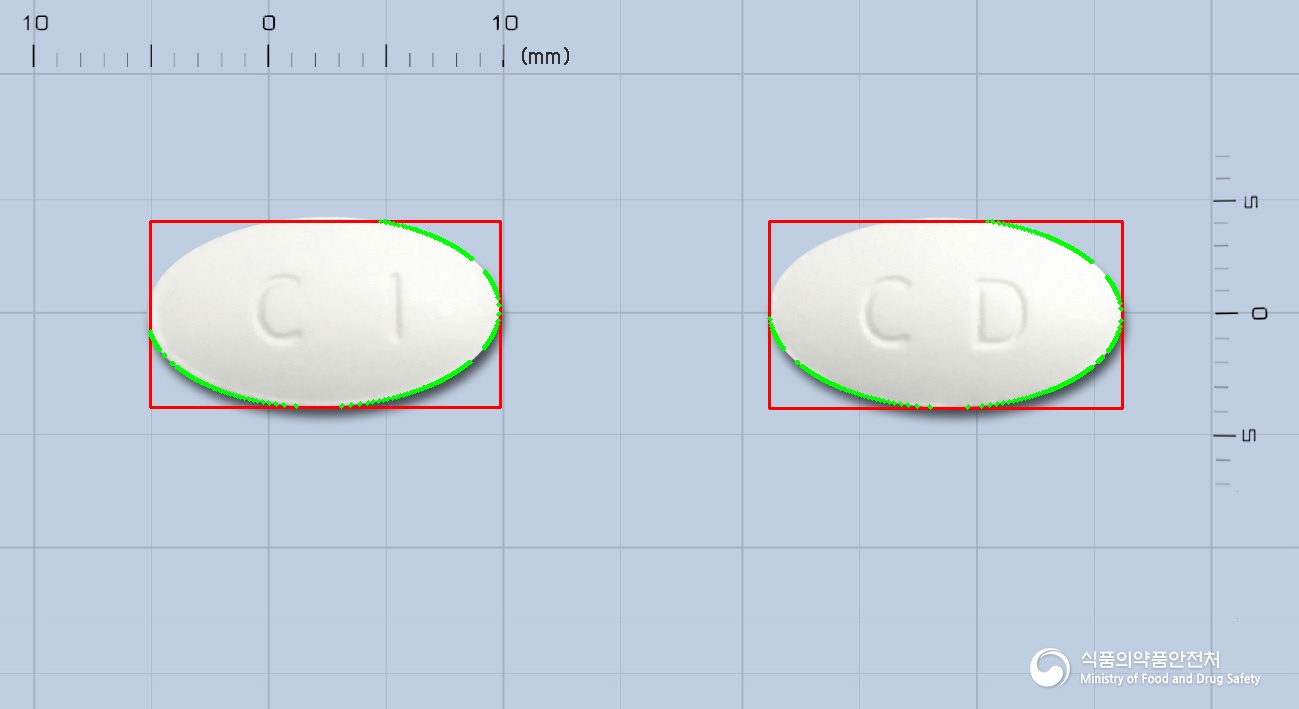 10 0 10
(mm)
5
0
5
C I
C D
식품의약품안전처
Ministry of Food and Drug Safety